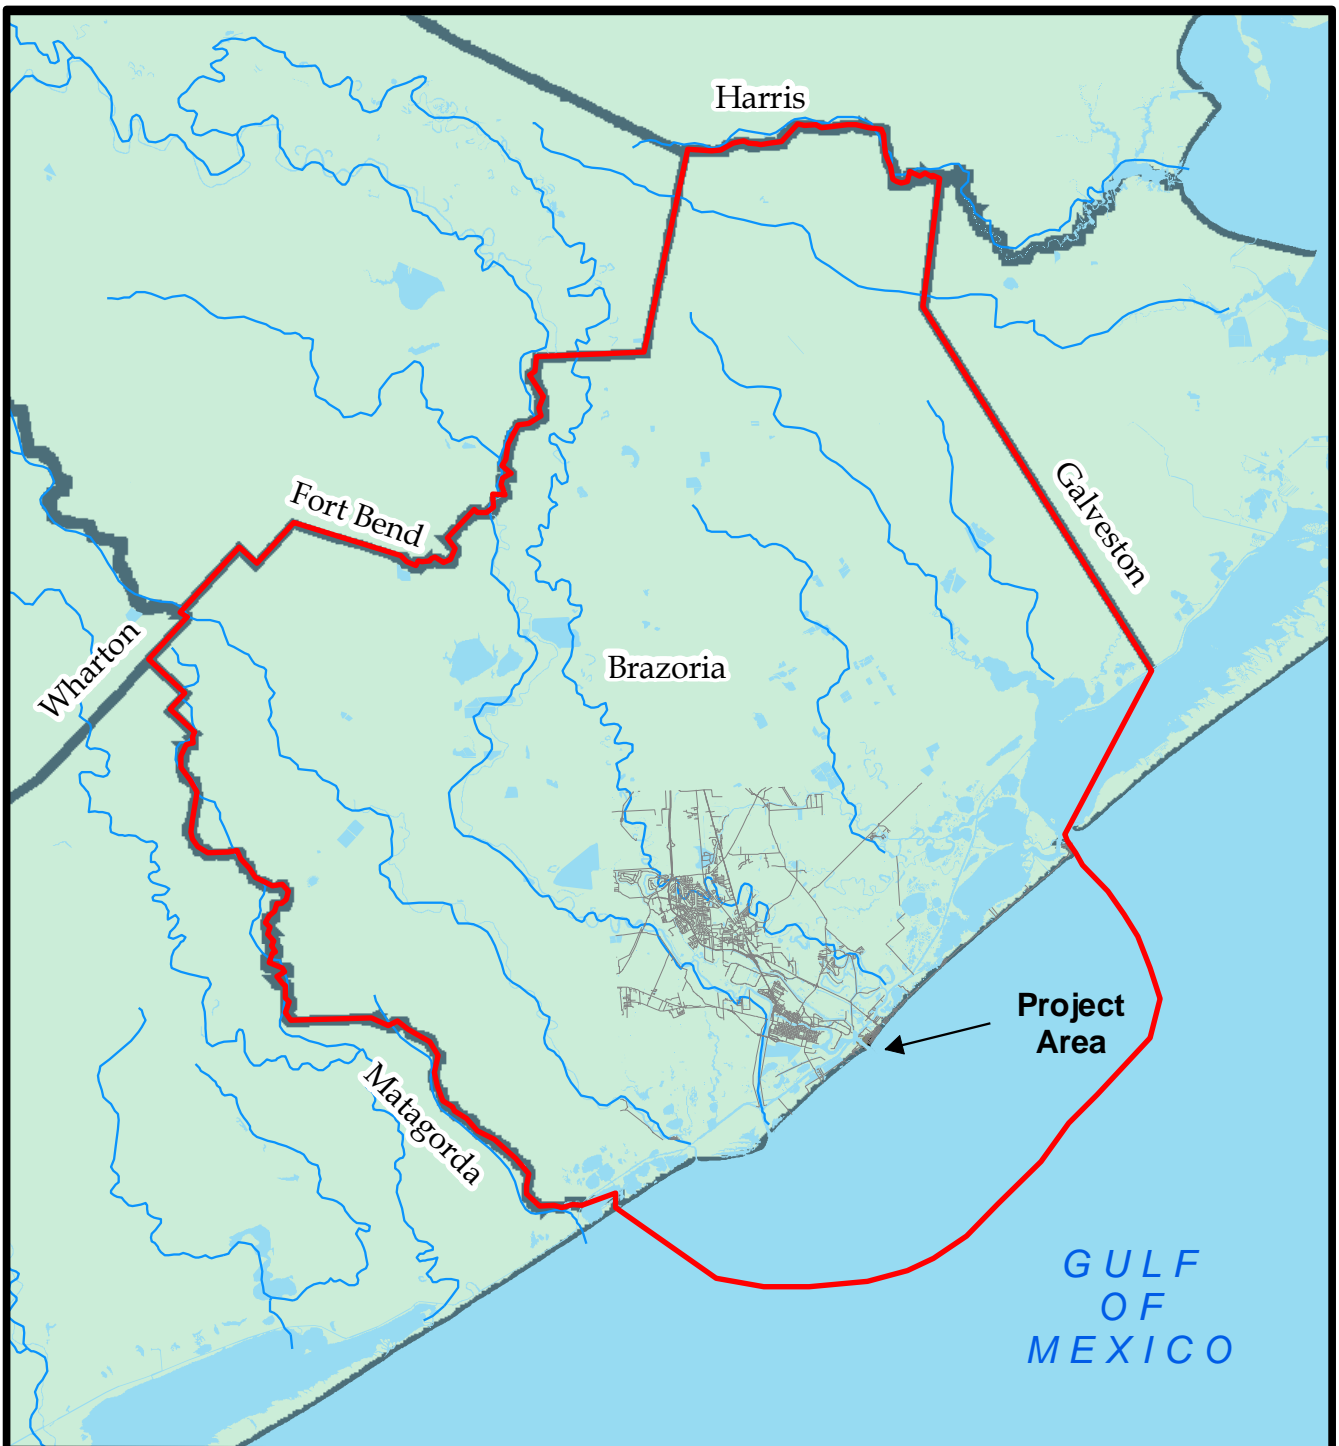 Harris
Fort Bend
Galveston
Wharton
Brazoria
Project
Area
Matagorda
GULF
OF
MEXICO